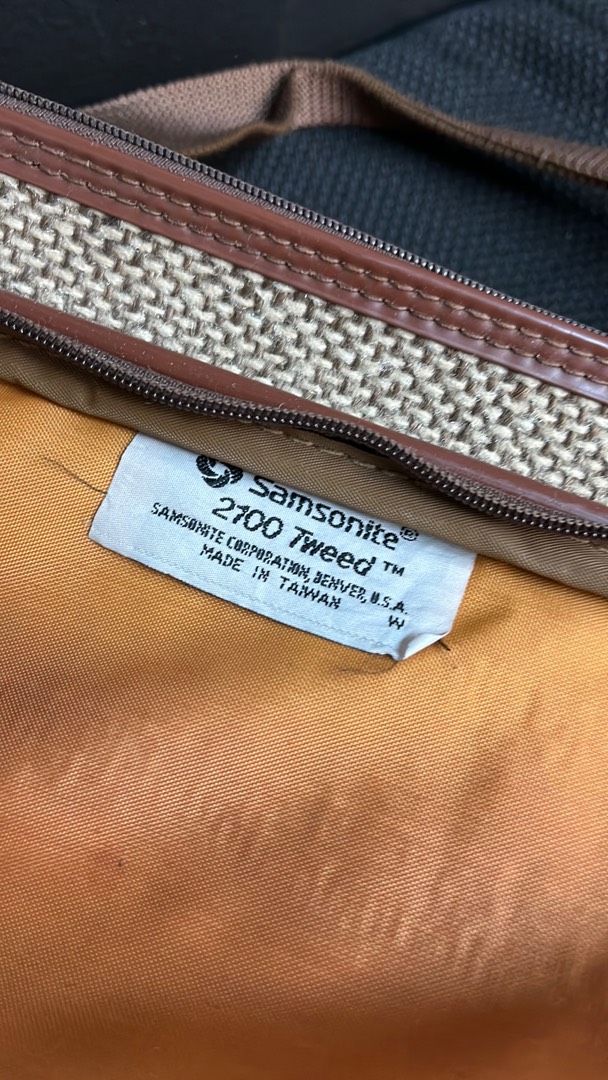 Samsonite®
2100 Tweed™
SAMSONITE CORPORATION, DENVER, U.S.A.
MADE IN TAIWAN
W